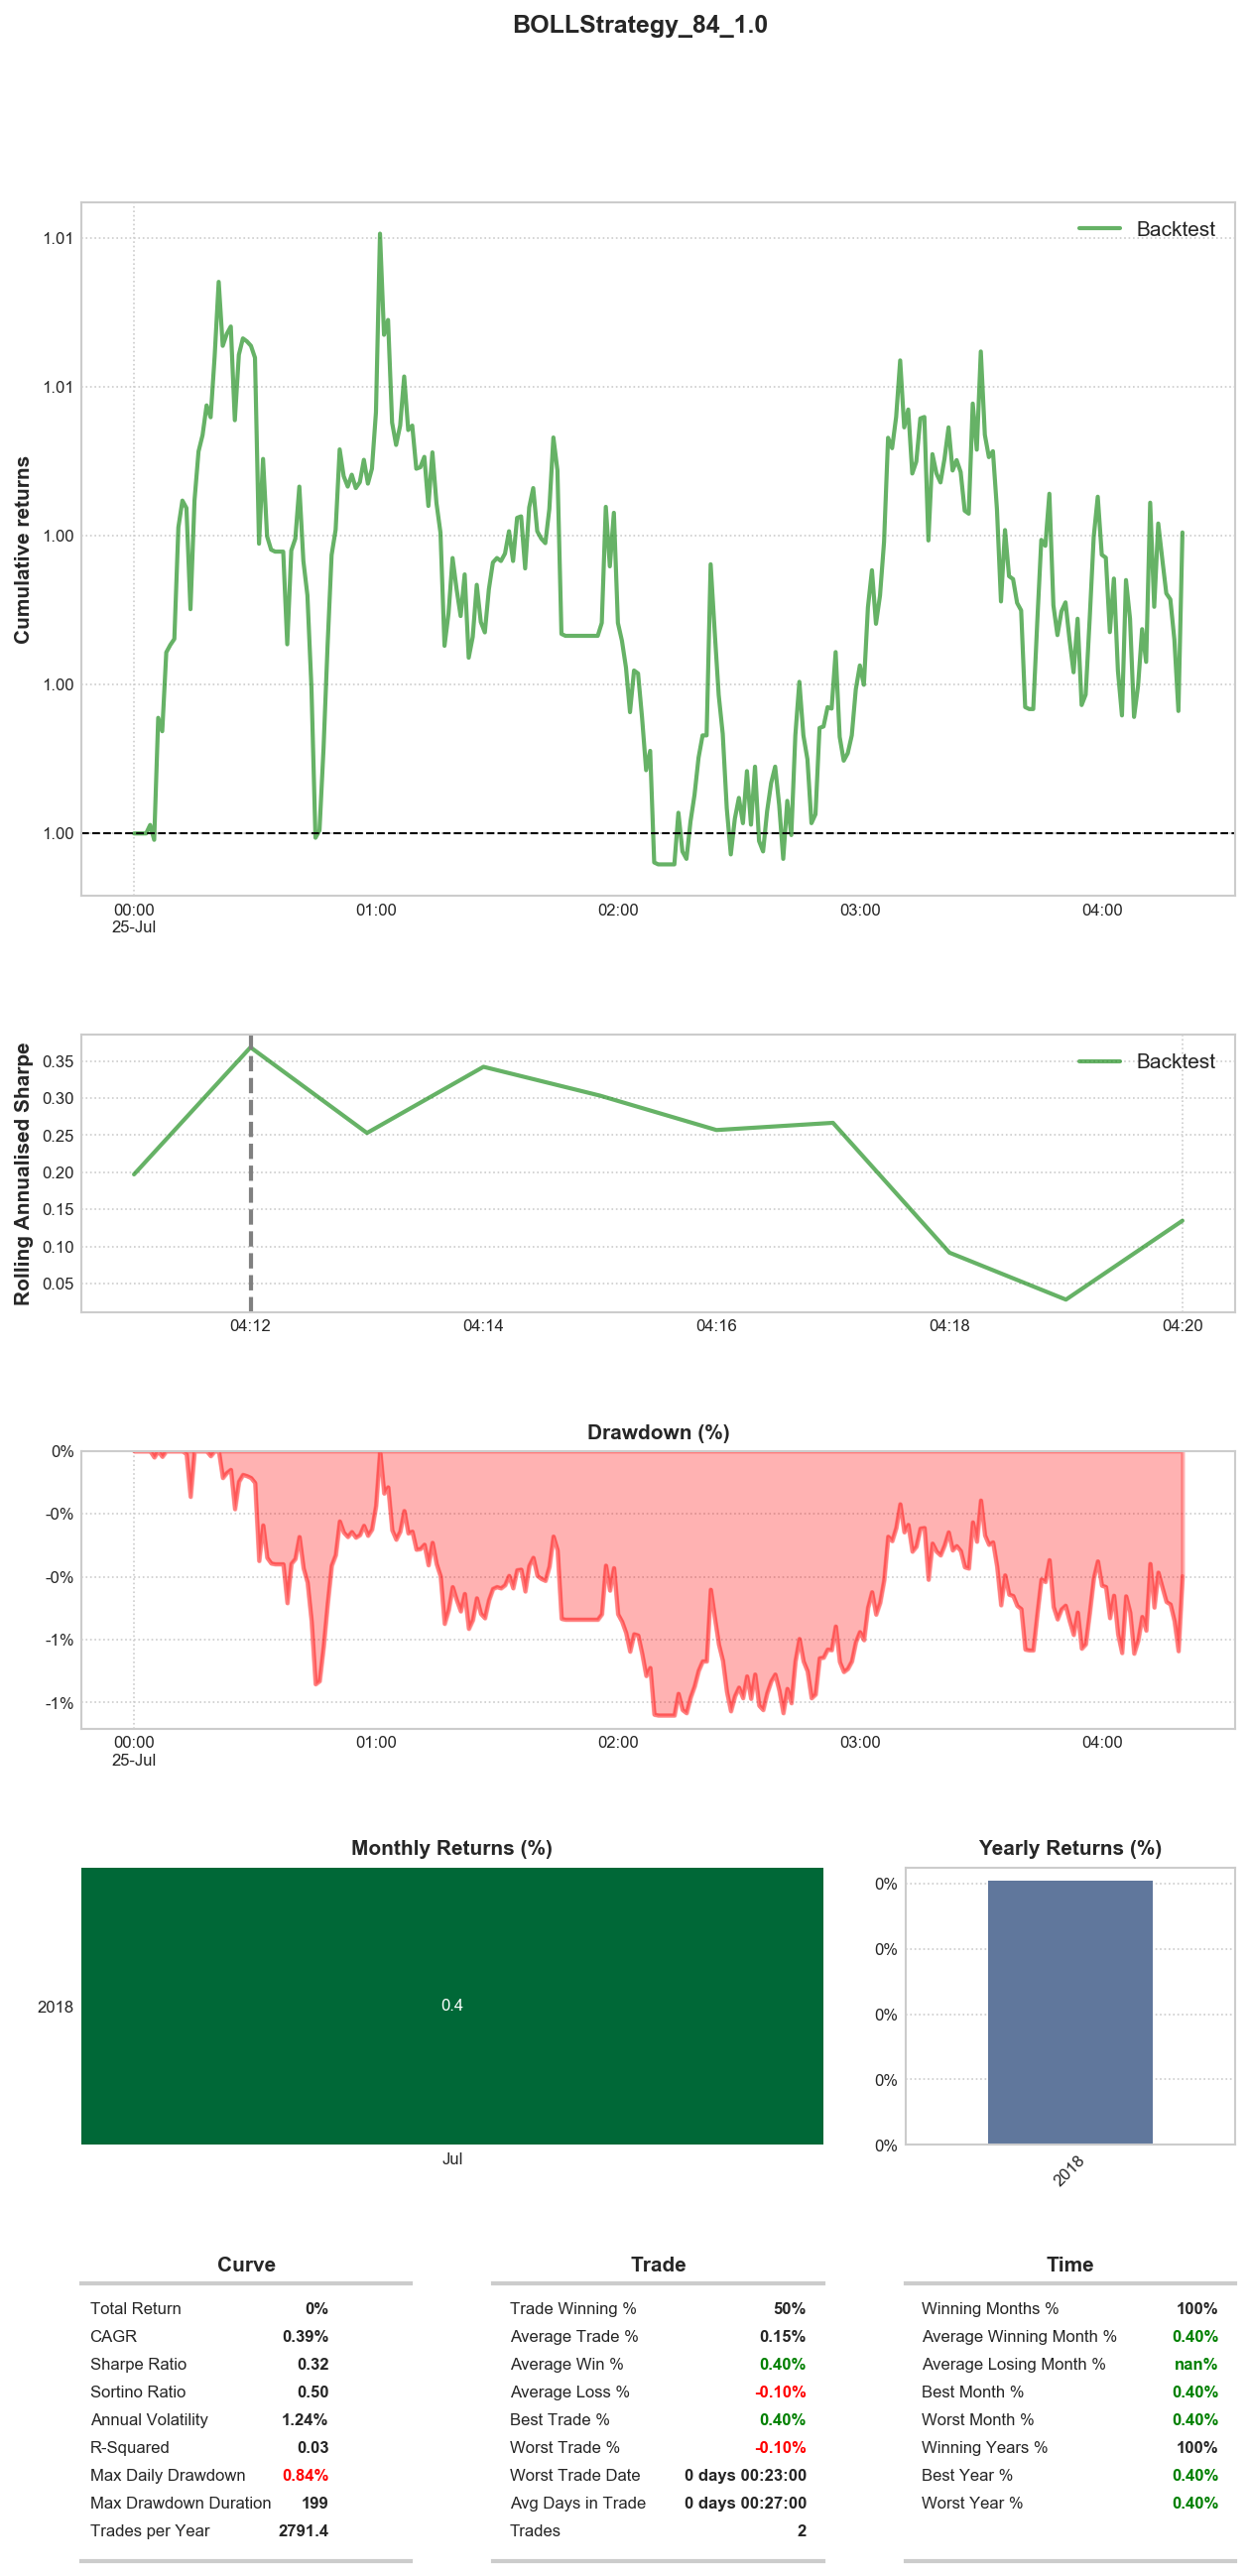 BOLLStrategy_84_1.0
Cumulative returns
1.01
1.01
1.00
1.00
1.00
Backtest
00:00
25-Jul
01:00
02:00
03:00
04:00
Rolling Annualised Sharpe
0.35
0.30
0.25
0.20
0.15
0.10
0.05
Backtest
04:12
04:14
04:16
04:18
04:20
Drawdown (%)
0%
-0%
-0%
-1%
-1%
00:00
25-Jul
01:00
02:00
03:00
04:00
Monthly Returns (%)
2018
0.4
Jul
Yearly Returns (%)
0%
0%
0%
0%
0%
2018
Curve
Total Return 0%
CAGR 0.39%
Sharpe Ratio 0.32
Sortino Ratio 0.50
Annual Volatility 1.24%
R-Squared 0.03
Max Daily Drawdown 0.84%
Max Drawdown Duration 199
Trades per Year 2791.4
Trade
Trade Winning % 50%
Average Trade % 0.15%
Average Win % 0.40%
Average Loss % -0.10%
Best Trade % 0.40%
Worst Trade % -0.10%
Worst Trade Date 0 days 00:23:00
Avg Days in Trade 0 days 00:27:00
Trades 2
Time
Winning Months % 100%
Average Winning Month % 0.40%
Average Losing Month % nan%
Best Month % 0.40%
Worst Month % 0.40%
Winning Years % 100%
Best Year % 0.40%
Worst Year % 0.40%